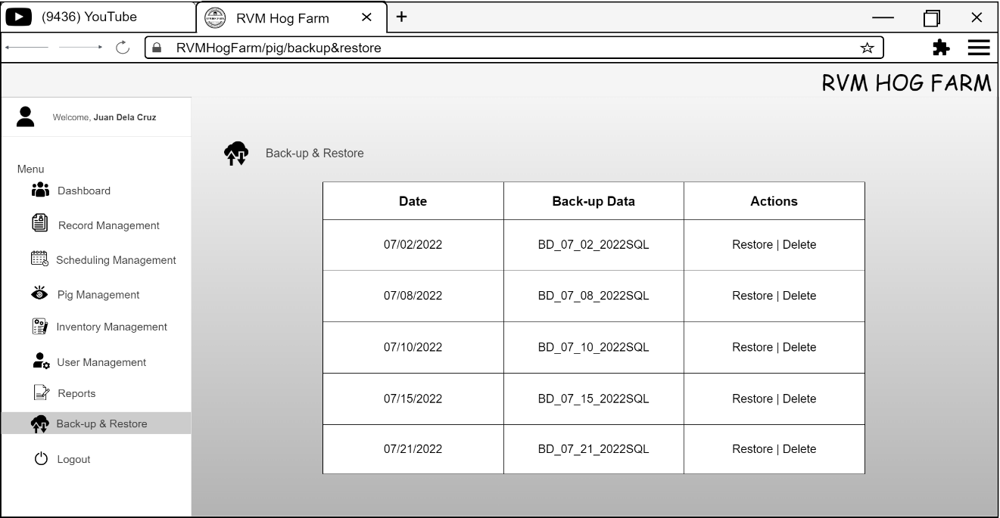 (9436) YouTube
RVM Hog Farm
RVMHogFarm/pig/backup&restore
RVM HOG FARM
Welcome, Juan Dela Cruz
Menu
Dashboard
Record Management
Scheduling Management
Pig Management
Inventory Management
User Management
Reports
Back-up & Restore
Logout
Back-up & Restore
Date Back-up Data Actions
07/02/2022 BD_07_02_2022SQL Restore | Delete
07/08/2022 BD_07_08_2022SQL Restore | Delete
07/10/2022 BD_07_10_2022SQL Restore | Delete
07/15/2022 BD_07_15_2022SQL Restore | Delete
07/21/2022 BD_07_21_2022SQL Restore | Delete